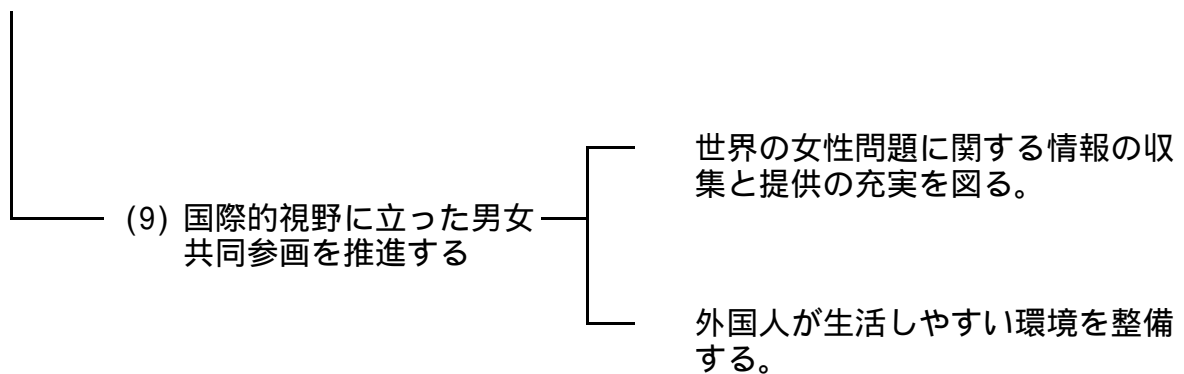 世界の女性問題に関する情報の収
集と提供の充実を図る。
(9) 国際的視野に立った男女
共同参画を推進する
外国人が生活しやすい環境を整備
する。